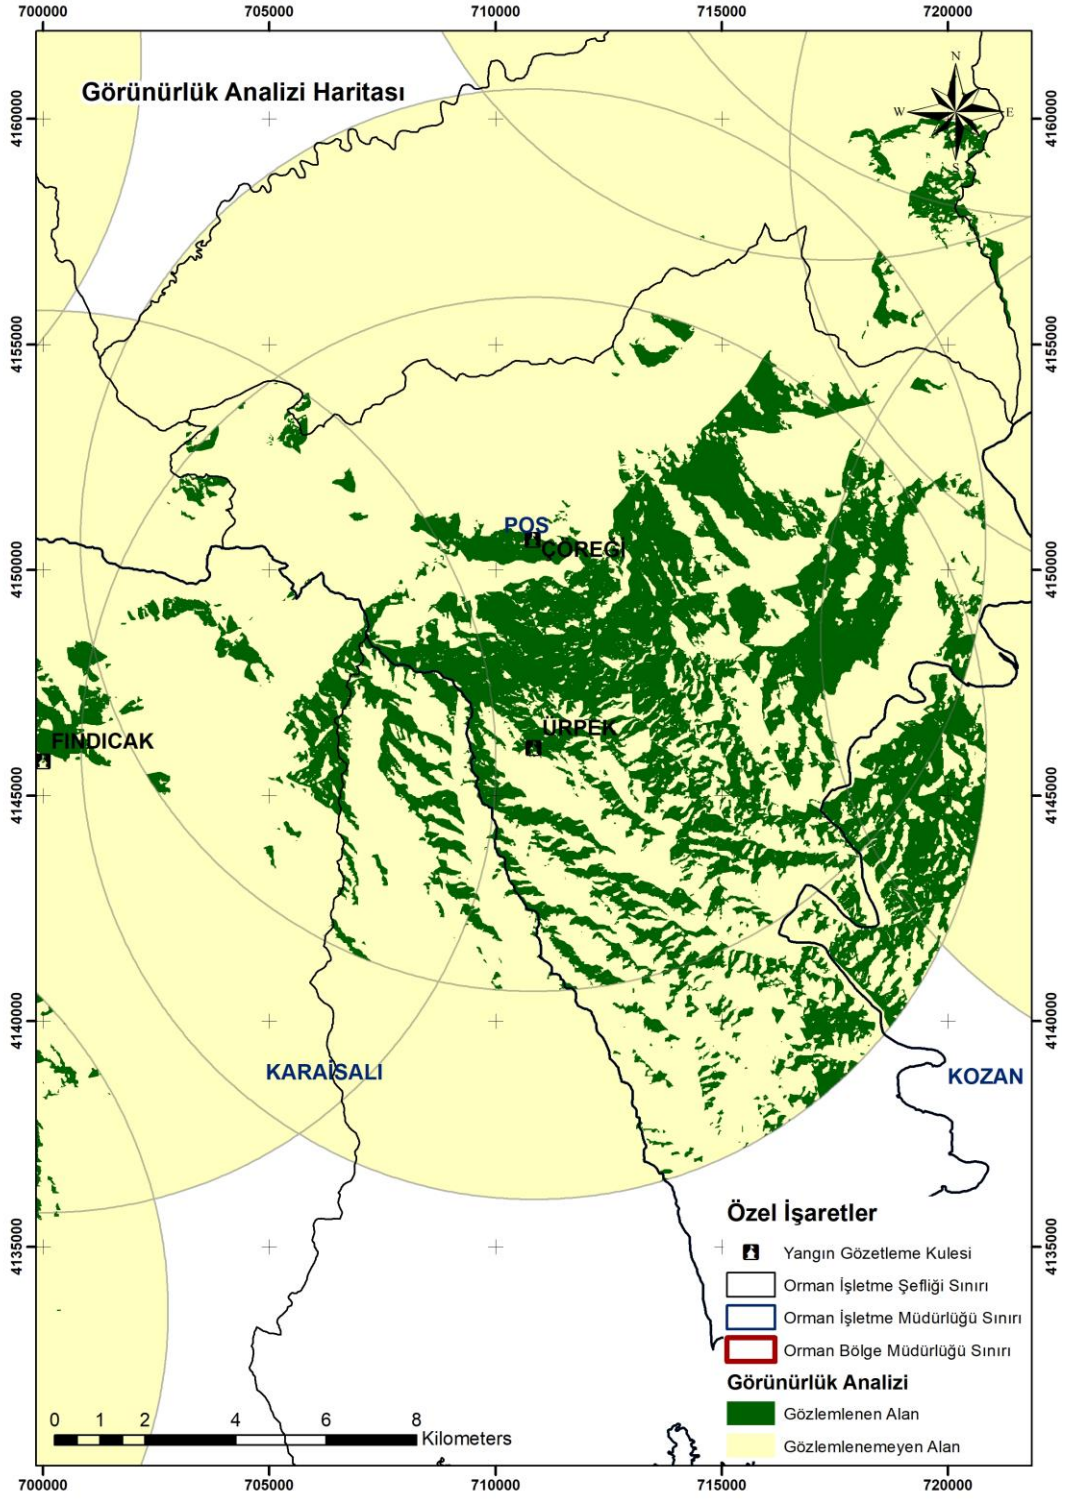 700000 705000 710000 715000 720000
Görünürlük Analizi Haritası
N
W E
S
4160000 4160000
4155000 4155000
POS
ÇÖREĞİ
4150000 4150000
ÜRPEK
FINDICAK
4145000 4145000
4140000 4140000
KARAİSALI
KOZAN
Özel İşaretler
4135000 4135000
Yangın Gözetleme Kulesi
Orman İşletme Şefliği Sınırı
Orman İşletme Müdürlüğü Sınırı
Orman Bölge Müdürlüğü Sınırı
Görünürlük Analizi
Gözlemlenen Alan
Gözlemlenemeyen Alan
0 1 2 4 6 8
Kilometers
700000 705000 710000 715000 720000